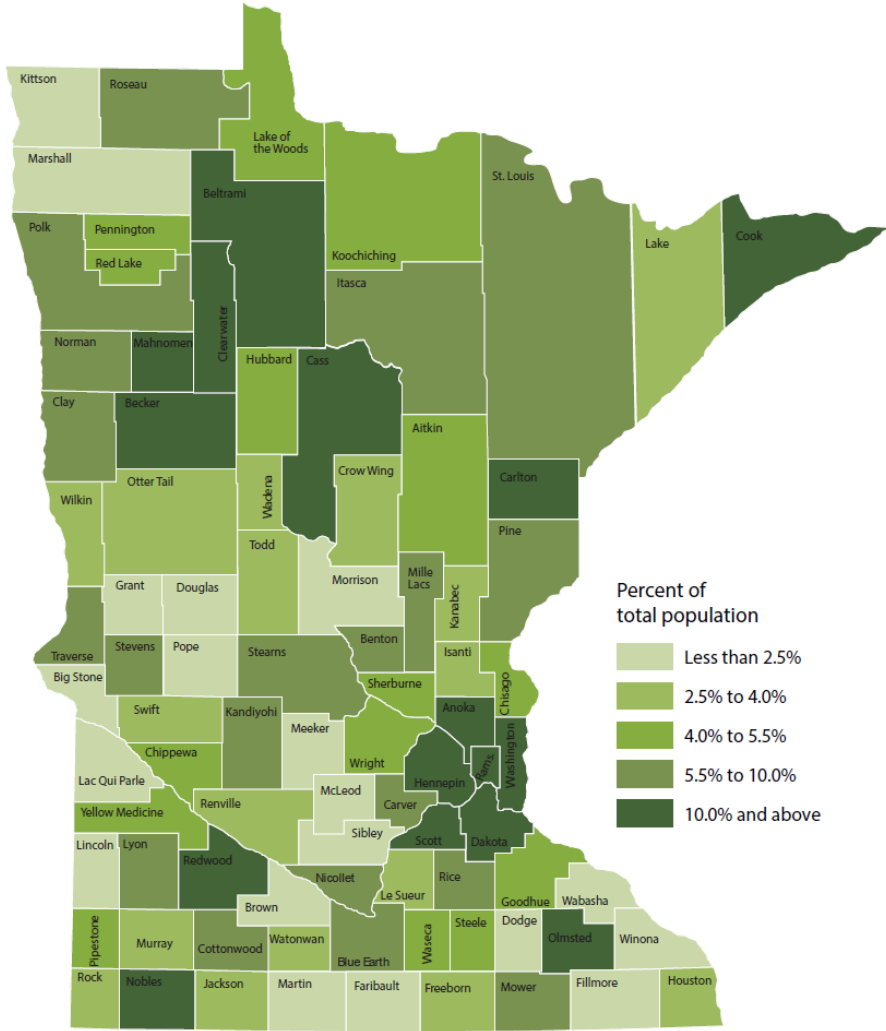 Kittson
Roseau
Lake of
the Woods
Marshall
St. Louis
Beltrami
Polk
Pennington
Koochiching
Lake
Cook
Red Lake
Itasca
Clearwater
Norman
Mahnomen
Hubbard
Cass
Clay
Becker
Aitkin
Otter Tail
Wadena
Crow Wing
Carlton
Wilkin
Pine
Todd
Morrison
Mille
Lacs
Kanabec
Grant
Douglas
Traverse
Stevens
Pope
Stearns
Benton
Isanti
Big Stone
Sherburne
Chisago
Swift
Kandiyohi
Meeker
Anoka
Washington
Chippewa
Wright
Hennepin
Rams.
Lac Qui Parle
McLeod
Carver
Yellow Medicine
Renville
Sibley
Scott
Dakota
Lincoln
Lyon
Redwood
Nicollet
Rice
Le Sueur
Goodhue
Wabasha
Brown
Pipestone
Murray
Cottonwood
Watonwan
Blue Earth
Waseca
Steele
Dodge
Olmsted
Winona
Rock
Nobles
Jackson
Martin
Faribault
Freeborn
Mower
Fillmore
Houston
Percent of
total population
Less than 2.5%
2.5% to 4.0%
4.0% to 5.5%
5.5% to 10.0%
10.0% and above